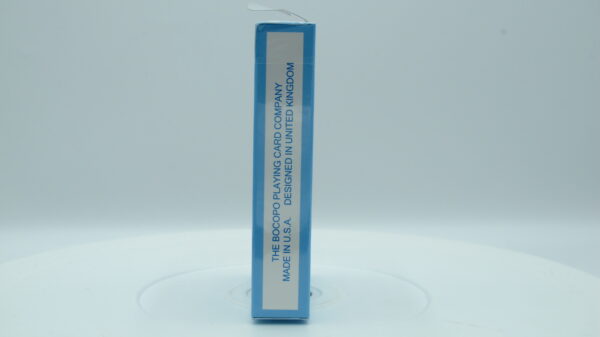 THE BOCOPO PLAYING CARD COMPANY
MADE IN U.S.A. DESIGNED IN UNITED KINGDOM